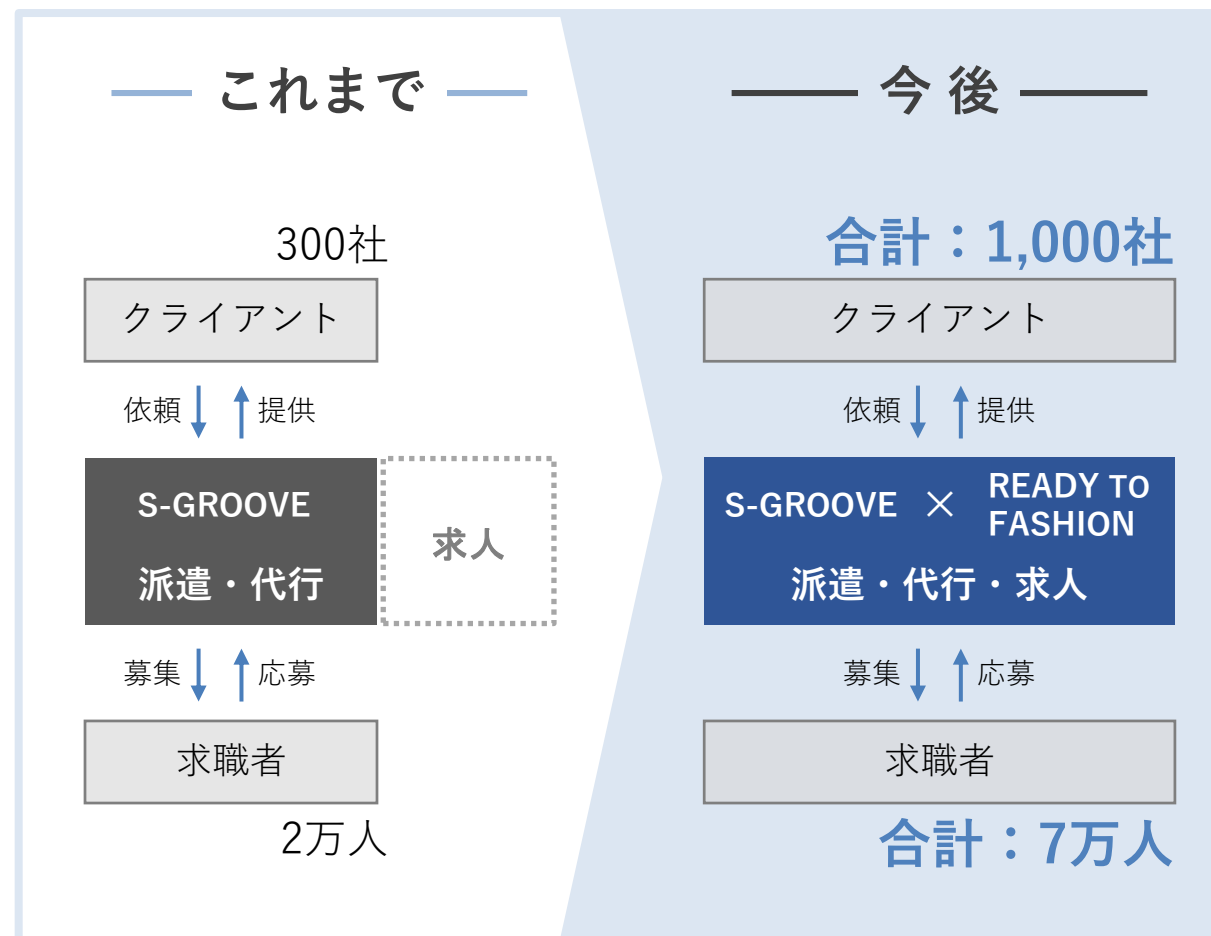 これまで
300社
クライアント
依頼 提供
S-GROOVE
派遣・代行
求人
募集 応募
求職者
2万人
今後
合計：1,000社
クライアント
依頼 提供
S-GROOVE × READY TO
FASHION
派遣・代行・求人
募集 応募
求職者
合計：7万人